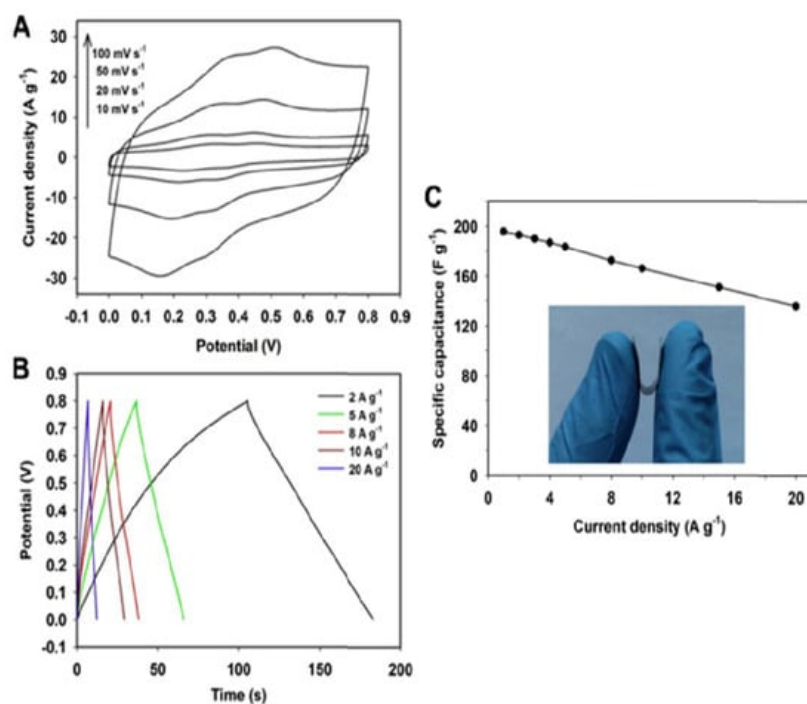 A
100 mV s-1
50 mV s-1
20 mV s-1
10 mV s-1
Current density (A g-1)
30
20
10
0
-10
-20
-30
-0.1 0.0 0.1 0.2 0.3 0.4 0.5 0.6 0.7 0.8 0.9
Potential (V)
B
2 A g-1
5 A g-1
8 A g-1
10 A g-1
20 A g-1
Potential (V)
0.9
0.8
0.7
0.6
0.5
0.4
0.3
0.2
0.1
0.0
-0.1
0 50 100 150 200
Time (s)
C
Specific capacitance (F g-1)
200
160
120
80
40
0
0 4 8 12 16 20
Current density (A g-1)